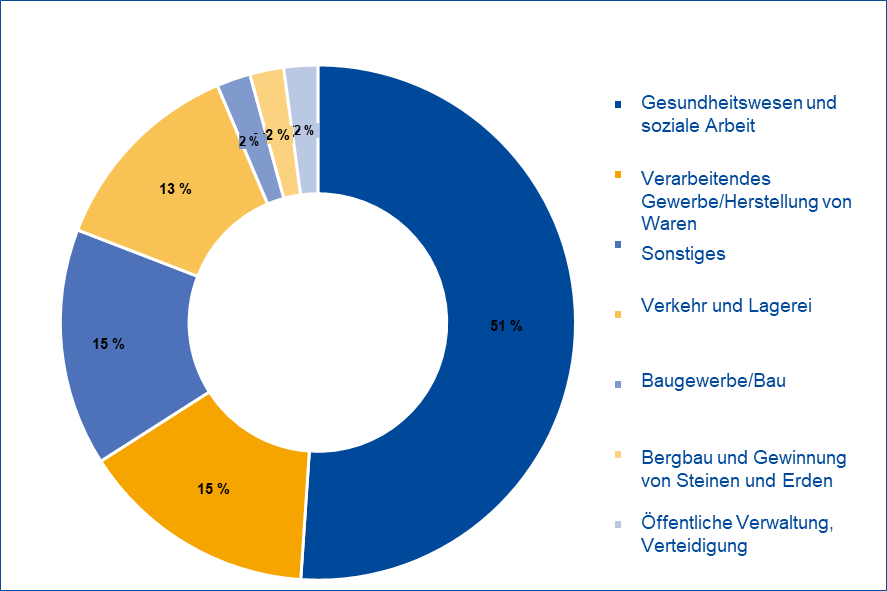 2 %
2 %
2 %
13 %
51 %
15 %
15 %
Gesundheitswesen und
soziale Arbeit
Verarbeitendes
Gewerbe/Herstellung von
Waren
Sonstiges
Verkehr und Lagerei
Baugewerbe/Bau
Bergbau und Gewinnung
von Steinen und Erden
Öffentliche Verwaltung,
Verteidigung